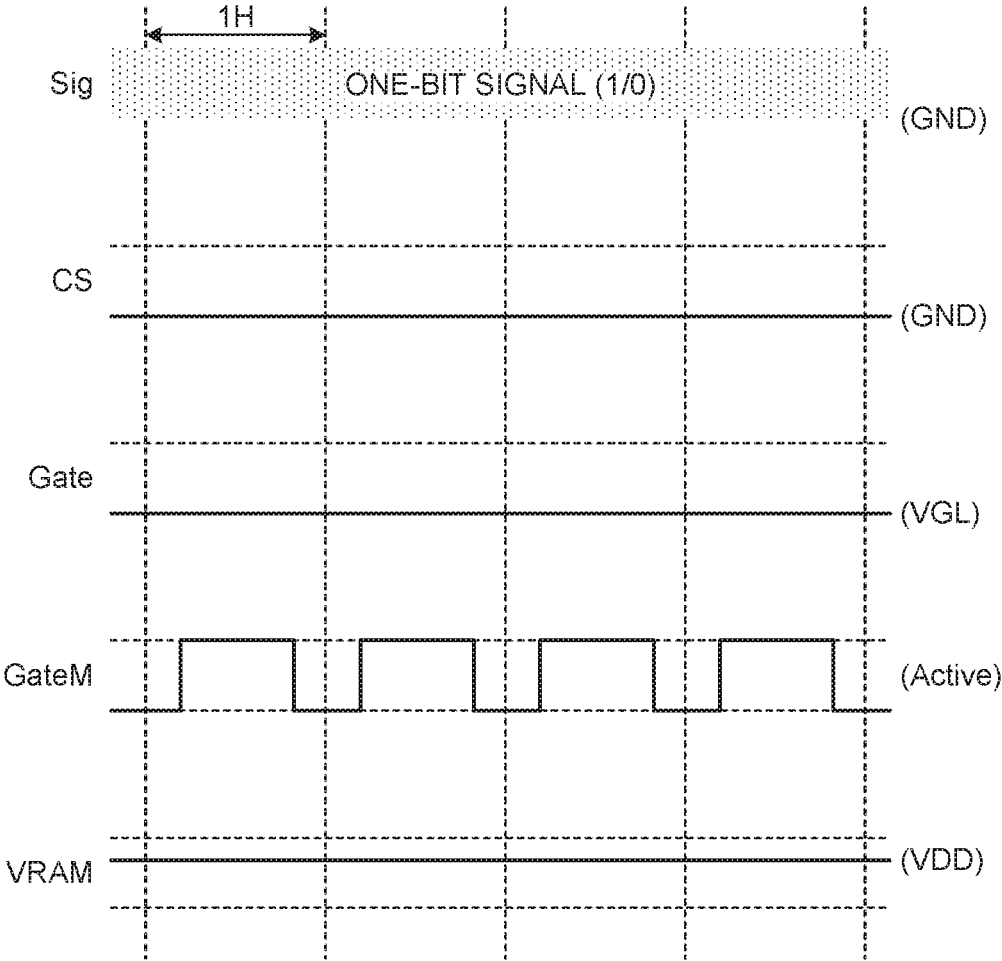 1H
Sig
ONE-BIT SIGNAL (1/0)
(GND)
CS
(GND)
Gate
(VGL)
GateM
(Active)
VRAM
(VDD)